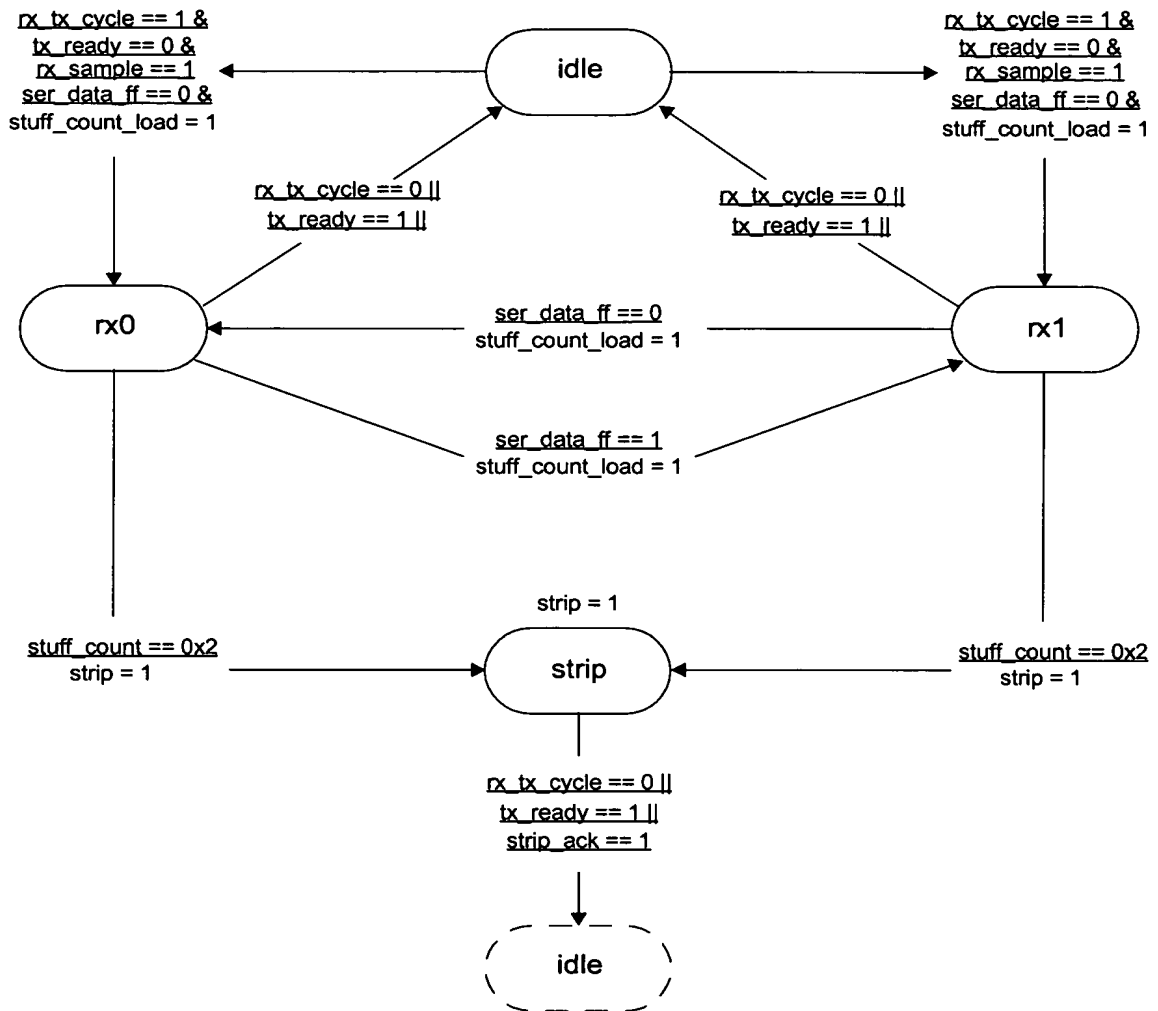 rx_tx_cycle == 1 &
tx_ready == 0 &
rx_sample == 1
ser_data_ff == 0 &
stuff_count_load = 1
idle
rx_tx_cycle == 1 &
tx_ready == 0 &
rx_sample == 1
ser_data_ff == 0 &
stuff_count_load = 1
rx_tx_cycle == 0 ||
tx_ready == 1 ||
rx_tx_cycle == 0 ||
tx_ready == 1 ||
rx0
ser_data_ff == 0
stuff_count_load = 1
rx1
ser_data_ff == 1
stuff_count_load = 1
strip = 1
stuff_count == 0x2
strip = 1
strip
stuff_count == 0x2
strip = 1
rx_tx_cycle == 0 ||
tx_ready == 1 ||
strip_ack == 1
idle